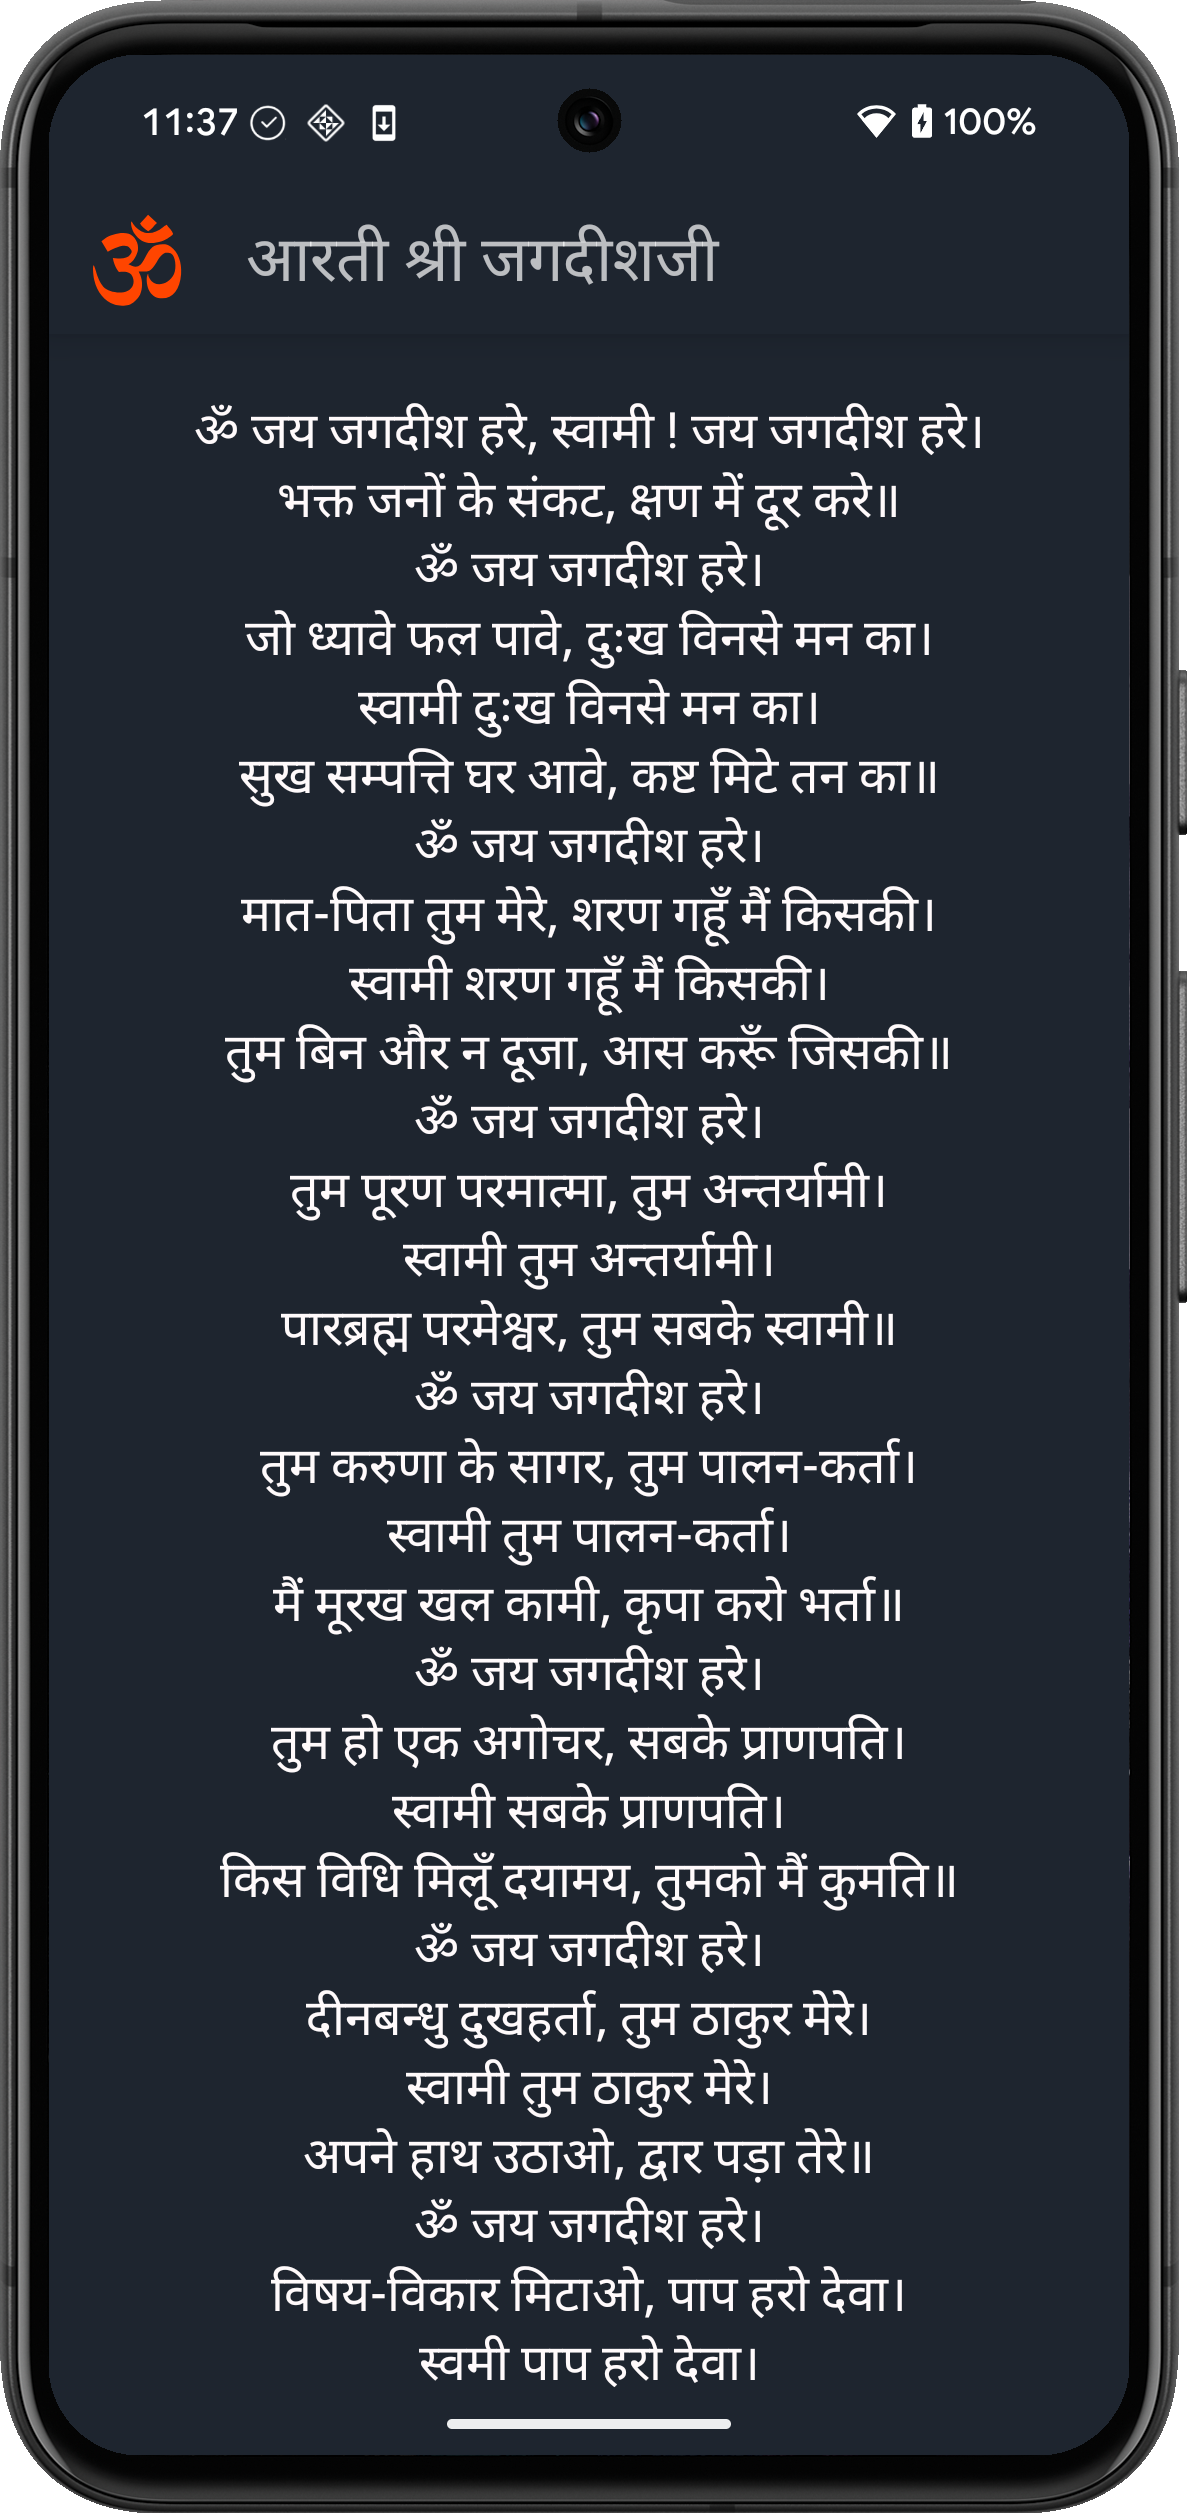 11:37 100%
ॐ आरती श्री जगदीशजी
ॐ जय जगदीश हरे, स्वामी ! जय जगदीश हरे।
भक्त जनों के संकट, क्षण में दूर करे॥
ॐ जय जगदीश हरे।
जो ध्यावे फल पावे, दुःख विनसे मन का।
स्वामी दुःख विनसे मन का।
सुख सम्पत्ति घर आवे, कष्ट मिटे तन का॥
ॐ जय जगदीश हरे।
मात-पिता तुम मेरे, शरण गहूँ मैं किसकी।
स्वामी शरण गहूँ मैं किसकी।
तुम बिन और न दूजा, आस करूँ जिसकी॥
ॐ जय जगदीश हरे।
तुम पूरण परमात्मा, तुम अन्तर्यामी।
स्वामी तुम अन्तर्यामी।
पारब्रह्म परमेश्वर, तुम सबके स्वामी॥
ॐ जय जगदीश हरे।
तुम करुणा के सागर, तुम पालन-कर्ता।
स्वामी तुम पालन-कर्ता।
मैं मूरख खल कामी, कृपा करो भर्ता॥
ॐ जय जगदीश हरे।
तुम हो एक अगोचर, सबके प्राणपति।
स्वामी सबके प्राणपति।
किस विधि मिलूँ दयामय, तुमको मैं कुमति॥
ॐ जय जगदीश हरे।
दीनबन्धु दुखहर्ता, तुम ठाकुर मेरे।
स्वामी तुम ठाकुर मेरे।
अपने हाथ उठाओ, द्वार पड़ा तेरे॥
ॐ जय जगदीश हरे।
विषय-विकार मिटाओ, पाप हरो देवा।
स्वमी पाप हरो देवा।